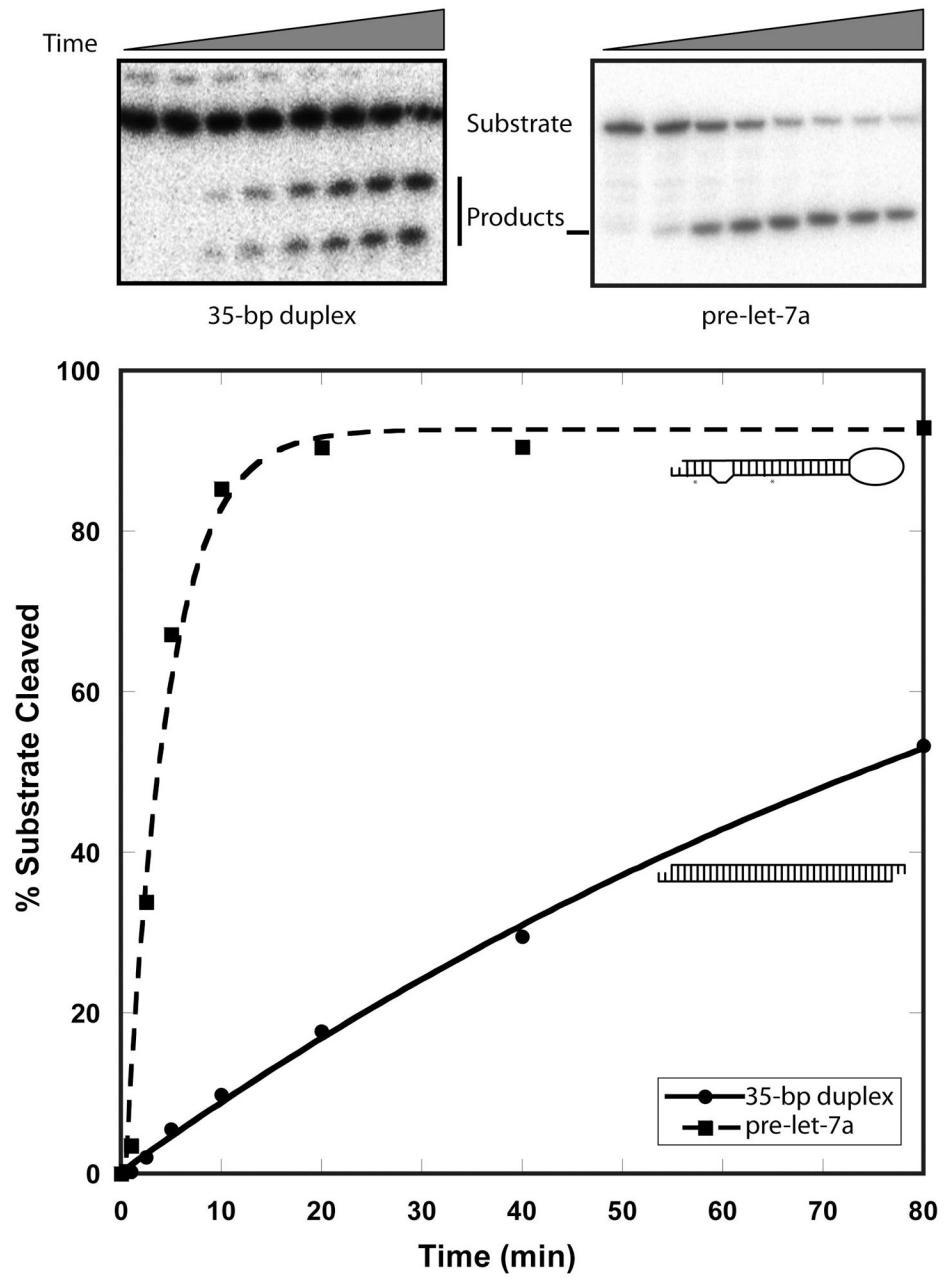 Time
Substrate
Products
35-bp duplex
pre-let-7a
100
80
60
40
20
0
% Substrate Cleaved
* *
35-bp duplex
pre-let-7a
0 10 20 30 40 50 60 70 80
Time (min)